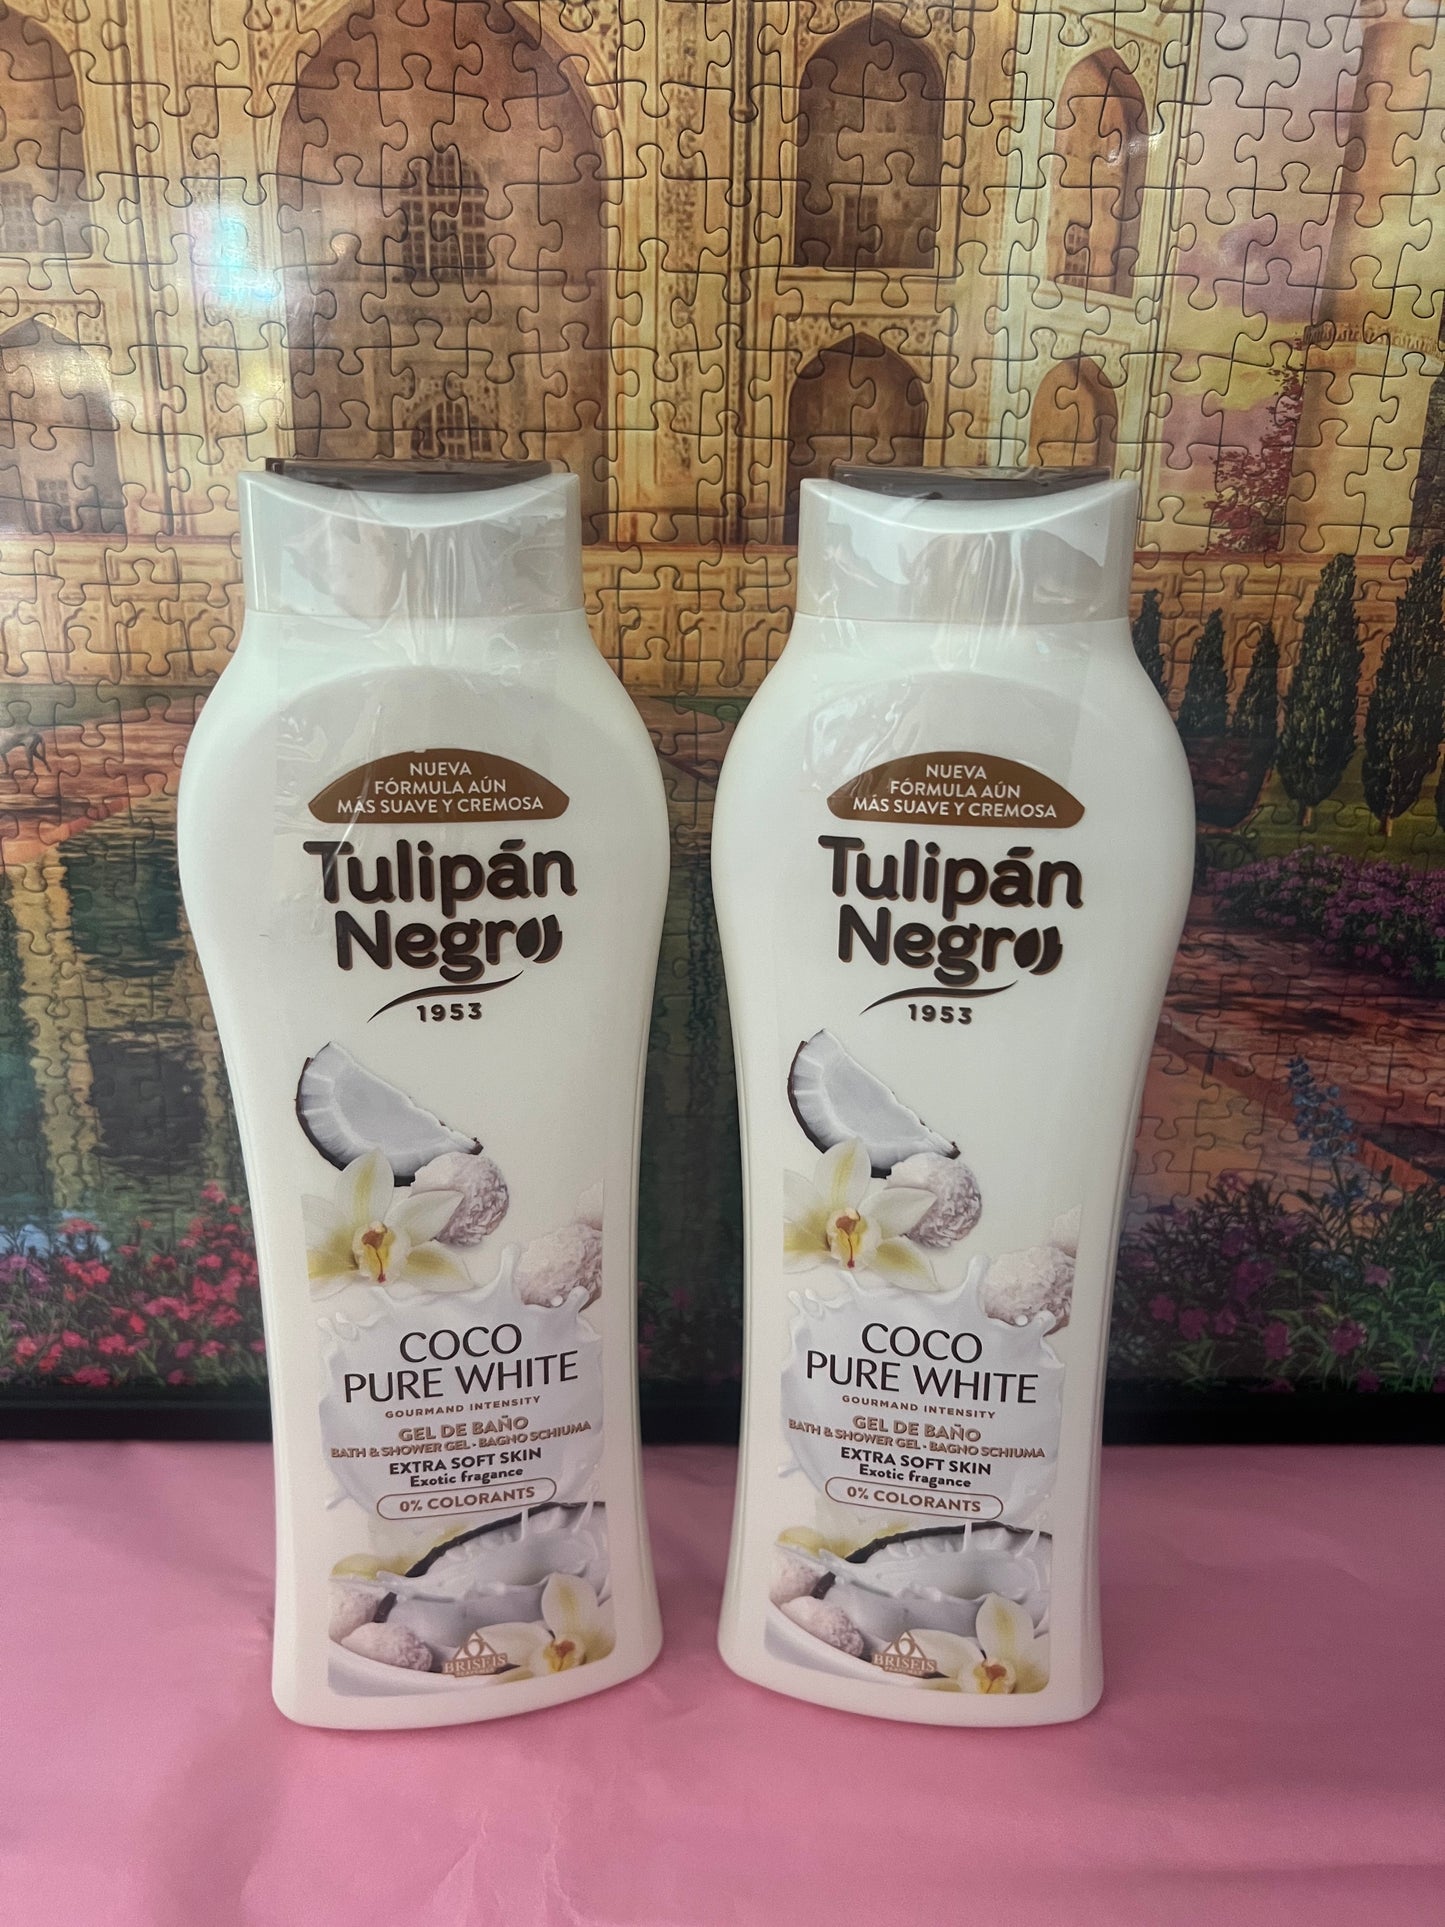 NUEVA
FÓRMULA AÚN
MÁS SUAVE Y CREMOSA
Tulipán
Negro
1953
COCO
PURE WHITE
GOURMAND INTENSITY
GEL DE BAÑO
BATH & SHOWER GEL • BAGNO SCHIUMA
EXTRA SOFT SKIN
Exotic fragance
0% COLORANTS
BRISEIS
NUEVA
FÓRMULA AÚN
MÁS SUAVE Y CREMOSA
Tulipán
Negro
1953
COCO
PURE WHITE
GOURMAND INTENSITY
GEL DE BAÑO
BATH & SHOWER GEL • BAGNO SCHIUMA
EXTRA SOFT SKIN
Exotic fragance
0% COLORANTS
BRISEIS